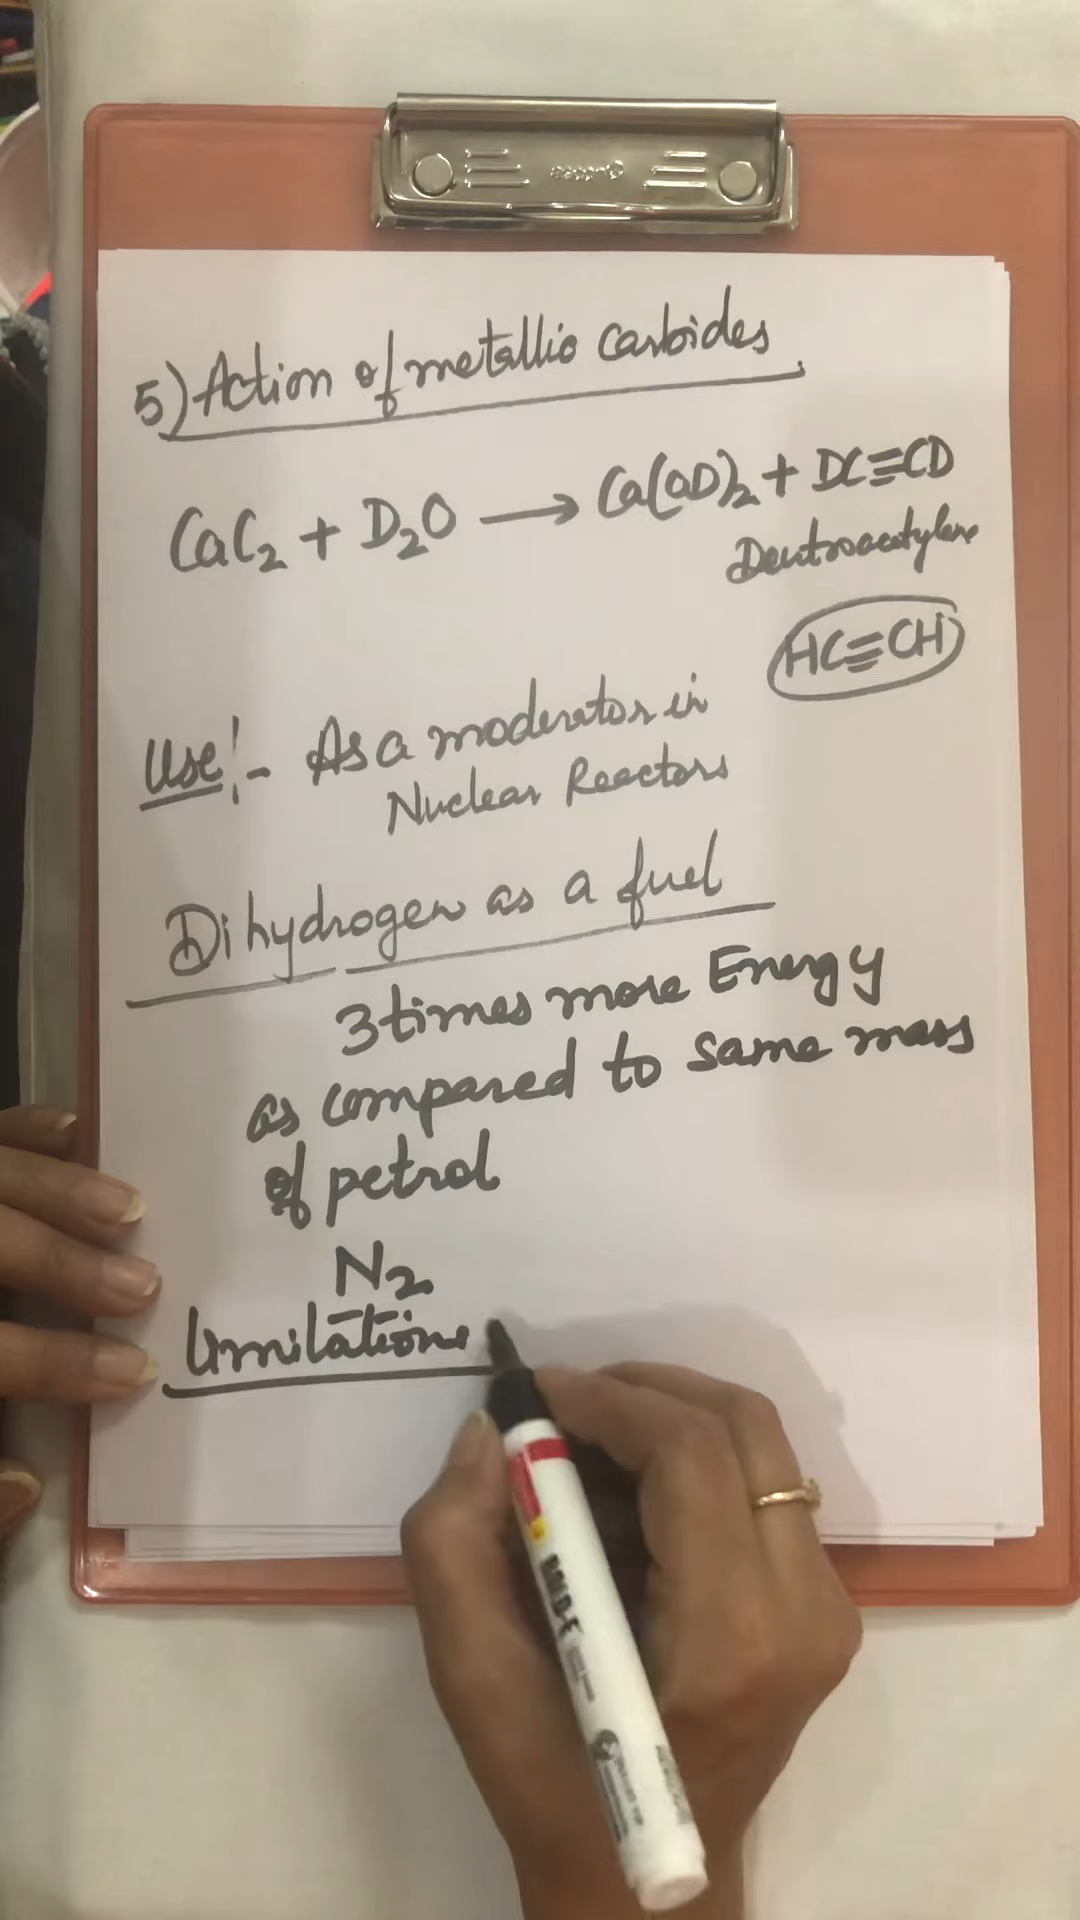 5) Action of metallic carbides
CaC₂ + D₂O ⟶ Ca(OD)₂ + DC≡CD
Deutroacetylene
HC≡CH
Use:- As a moderator in
Nuclear Reactors
Dihydrogen as a fuel
3 times more Energy
as compared to same mass
of petrol
N₂
Limitations
BOLD-E